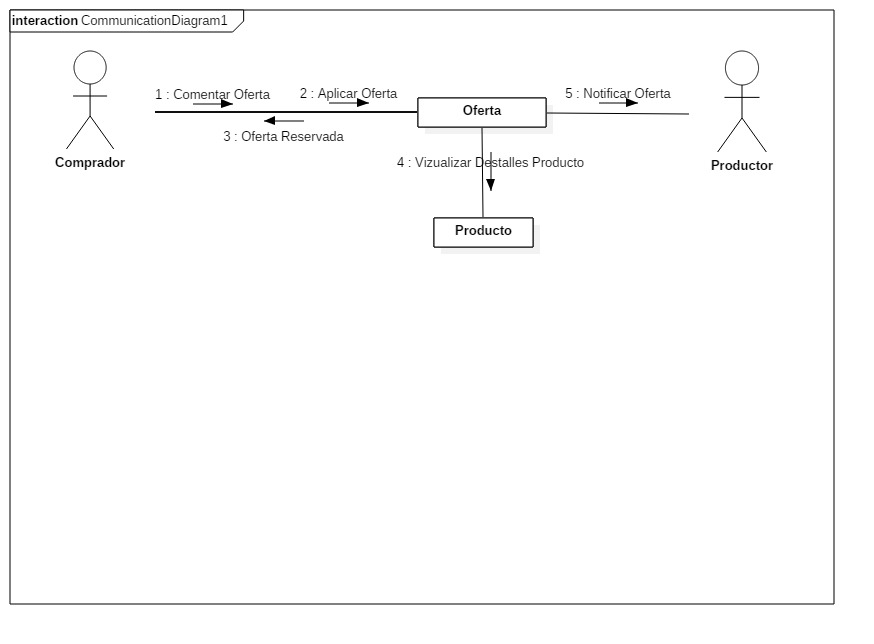 interaction CommunicationDiagram1
1 : Comentar Oferta
2 : Aplicar Oferta
5 : Notificar Oferta
Oferta
3 : Oferta Reservada
Comprador
4 : Vizualizar Destalles Producto
Productor
Producto